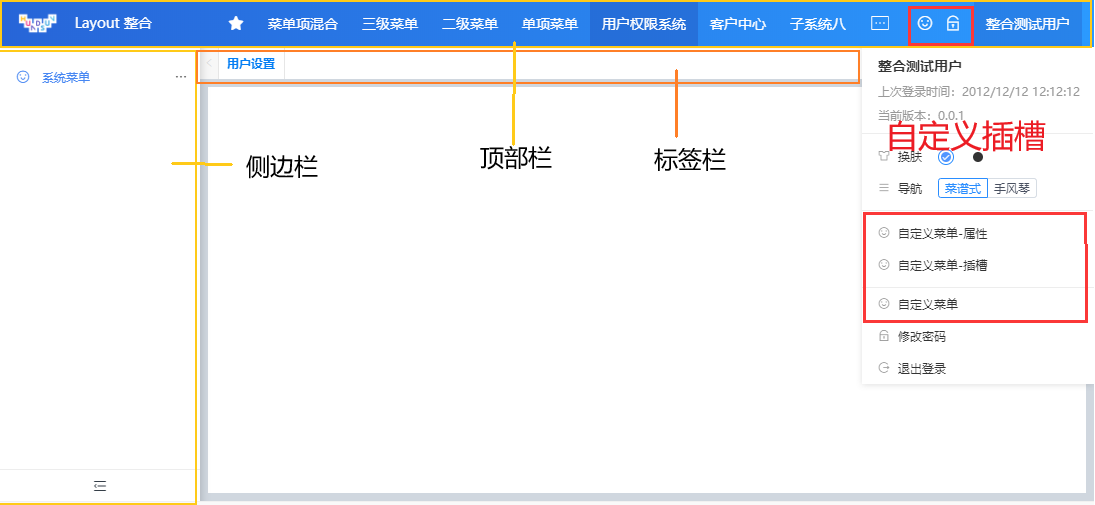 Layout 整合 菜单项混合 三级菜单 二级菜单 单项菜单 用户权限系统 客户中心 子系统八 整合测试用户
系统菜单
用户设置
整合测试用户
上次登录时间：2012/12/12 12:12:12
当前版本：0.0.1
自定义插槽
换肤
侧边栏
顶部栏
标签栏
导航 菜谱式 手风琴
自定义菜单-属性
自定义菜单-插槽
自定义菜单
修改密码
退出登录